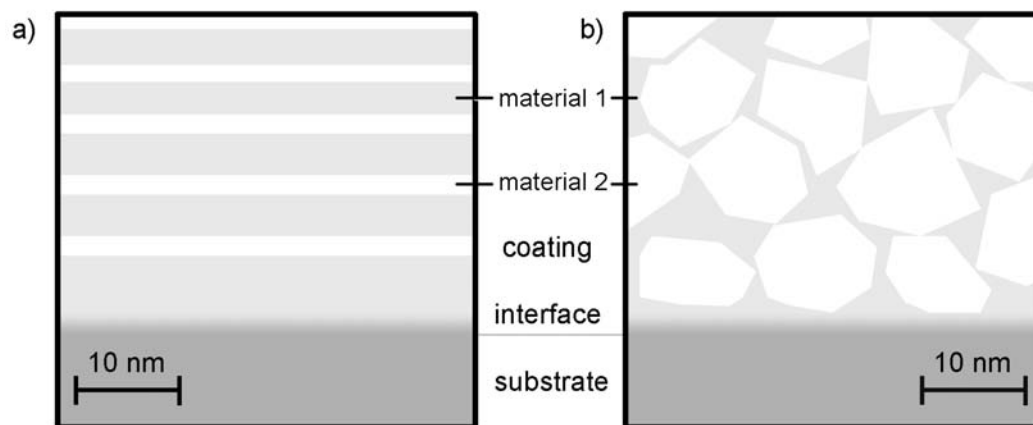 a)
b)
material 1
material 2
coating
interface
10 nm
10 nm
substrate